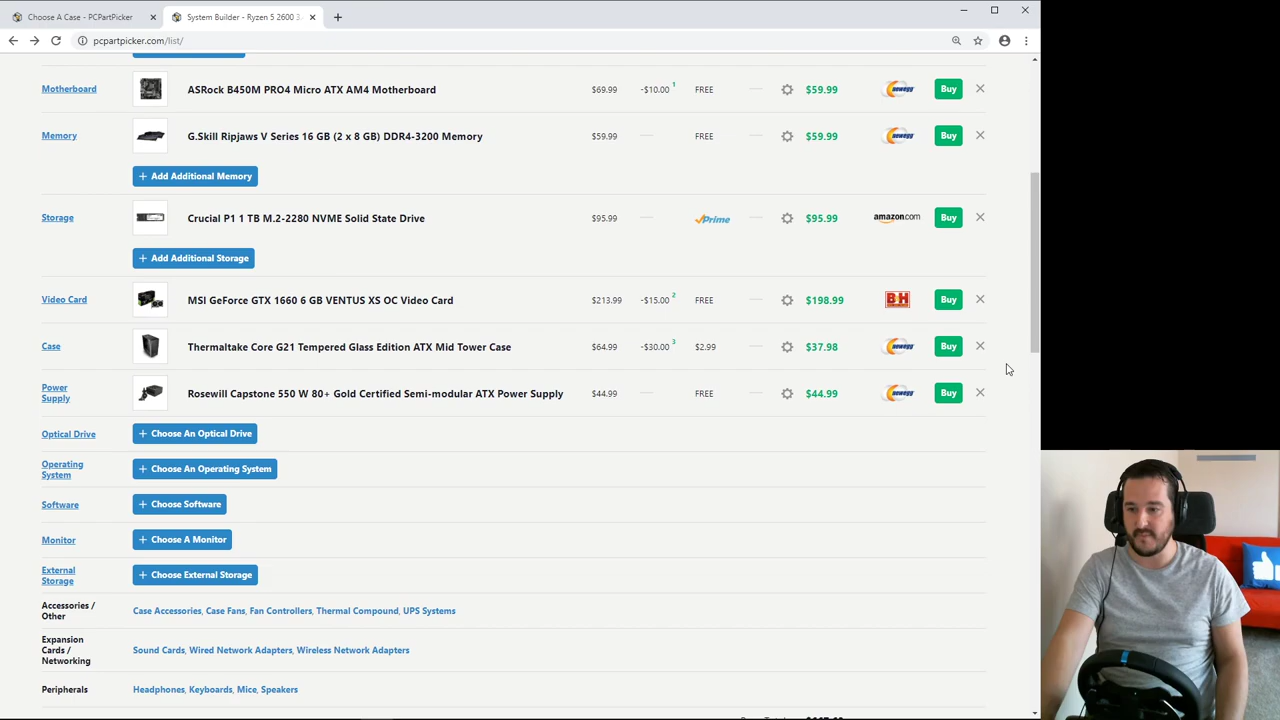 Choose A Case - PCPartPicker
System Builder - Ryzen 5 2600 3.
pcpartpicker.com/list/
Motherboard ASRock B450M PRO4 Micro ATX AM4 Motherboard $69.99 -$10.00 1 FREE — $59.99 newegg Buy
Memory G.Skill Ripjaws V Series 16 GB (2 x 8 GB) DDR4-3200 Memory $59.99 — FREE — $59.99 newegg Buy
+ Add Additional Memory
Storage Crucial P1 1 TB M.2-2280 NVME Solid State Drive $95.99 — Prime — $95.99 amazon.com Buy
+ Add Additional Storage
Video Card MSI GeForce GTX 1660 6 GB VENTUS XS OC Video Card $213.99 -$15.00 2 FREE — $198.99 B&H Buy
Case Thermaltake Core G21 Tempered Glass Edition ATX Mid Tower Case $64.99 -$30.00 3 $2.99 — $37.98 newegg Buy
Power
Supply Rosewill Capstone 550 W 80+ Gold Certified Semi-modular ATX Power Supply $44.99 — FREE — $44.99 newegg Buy
Optical Drive + Choose An Optical Drive
Operating
System + Choose An Operating System
Software + Choose Software
Monitor + Choose A Monitor
External
Storage + Choose External Storage
Accessories /
Other Case Accessories, Case Fans, Fan Controllers, Thermal Compound, UPS Systems
Expansion
Cards /
Networking Sound Cards, Wired Network Adapters, Wireless Network Adapters
Peripherals Headphones, Keyboards, Mice, Speakers